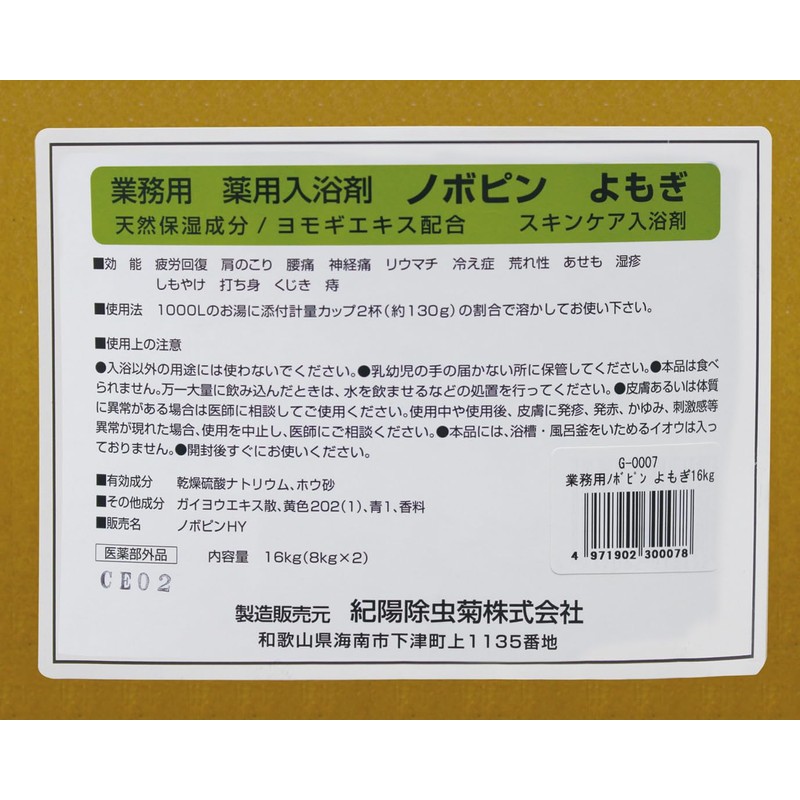 業務用 薬用入浴剤 ノボピン よもぎ
天然保湿成分/ヨモギエキス配合 スキンケア入浴剤
■効 能 疲労回復 肩のこり 腰痛 神経痛 リウマチ 冷え症 荒れ性 あせも 湿疹
しもやけ 打ち身 くじき 痔
■使用法 1000Lのお湯に添付計量カップ2杯(約130g)の割合で溶かしてお使い下さい。
■使用上の注意
●入浴以外の用途には使わないでください。●乳幼児の手の届かない所に保管してください。●本品は食べ
られません。万一大量に飲み込んだときは、水を飲ませるなどの処置を行ってください。●皮膚あるいは体質
に異常がある場合は医師に相談してご使用ください。使用中や使用後、皮膚に発疹、発赤、かゆみ、刺激感等
異常が現れた場合、使用を中止し、医師にご相談ください。●本品には、浴槽・風呂釜をいためるイオウは入っ
ておりません。●開封後すぐにお使いください。
■有効成分 乾燥硫酸ナトリウム、ホウ砂
■その他成分 ガイヨウエキス散、黄色202(1)、青1、香料
■販売名 ノボピンHY
医薬部外品 内容量 16kg(8kg×2)
CE02
G-0007
業務用ﾉﾎﾞﾋﾟﾝ よもぎ16kg
4 971902 300078
製造販売元 紀陽除虫菊株式会社
和歌山県海南市下津町上1135番地